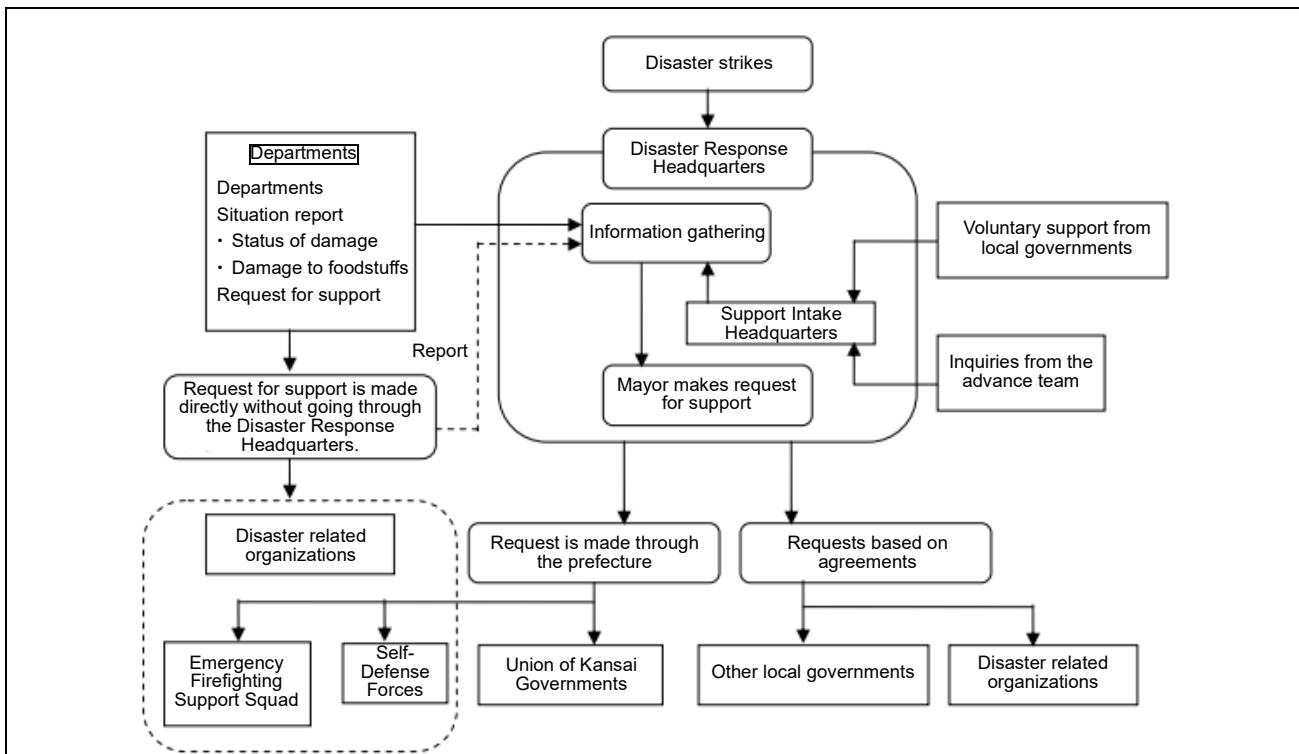 Disaster strikes
Disaster Response
Headquarters
Departments
Departments
Situation report
・ Status of damage
・ Damage to foodstuffs
Request for support
Information gathering
Voluntary support from
local governments
Support Intake
Headquarters
Report
Inquiries from the
advance team
Request for support is made
directly without going through
the Disaster Response
Headquarters.
Mayor makes request
for support
Disaster related
organizations
Request is made through
the prefecture
Requests based on
agreements
Emergency
Firefighting
Support Squad
Self-
Defense
Forces
Union of Kansai
Governments
Other local governments
Disaster related
organizations